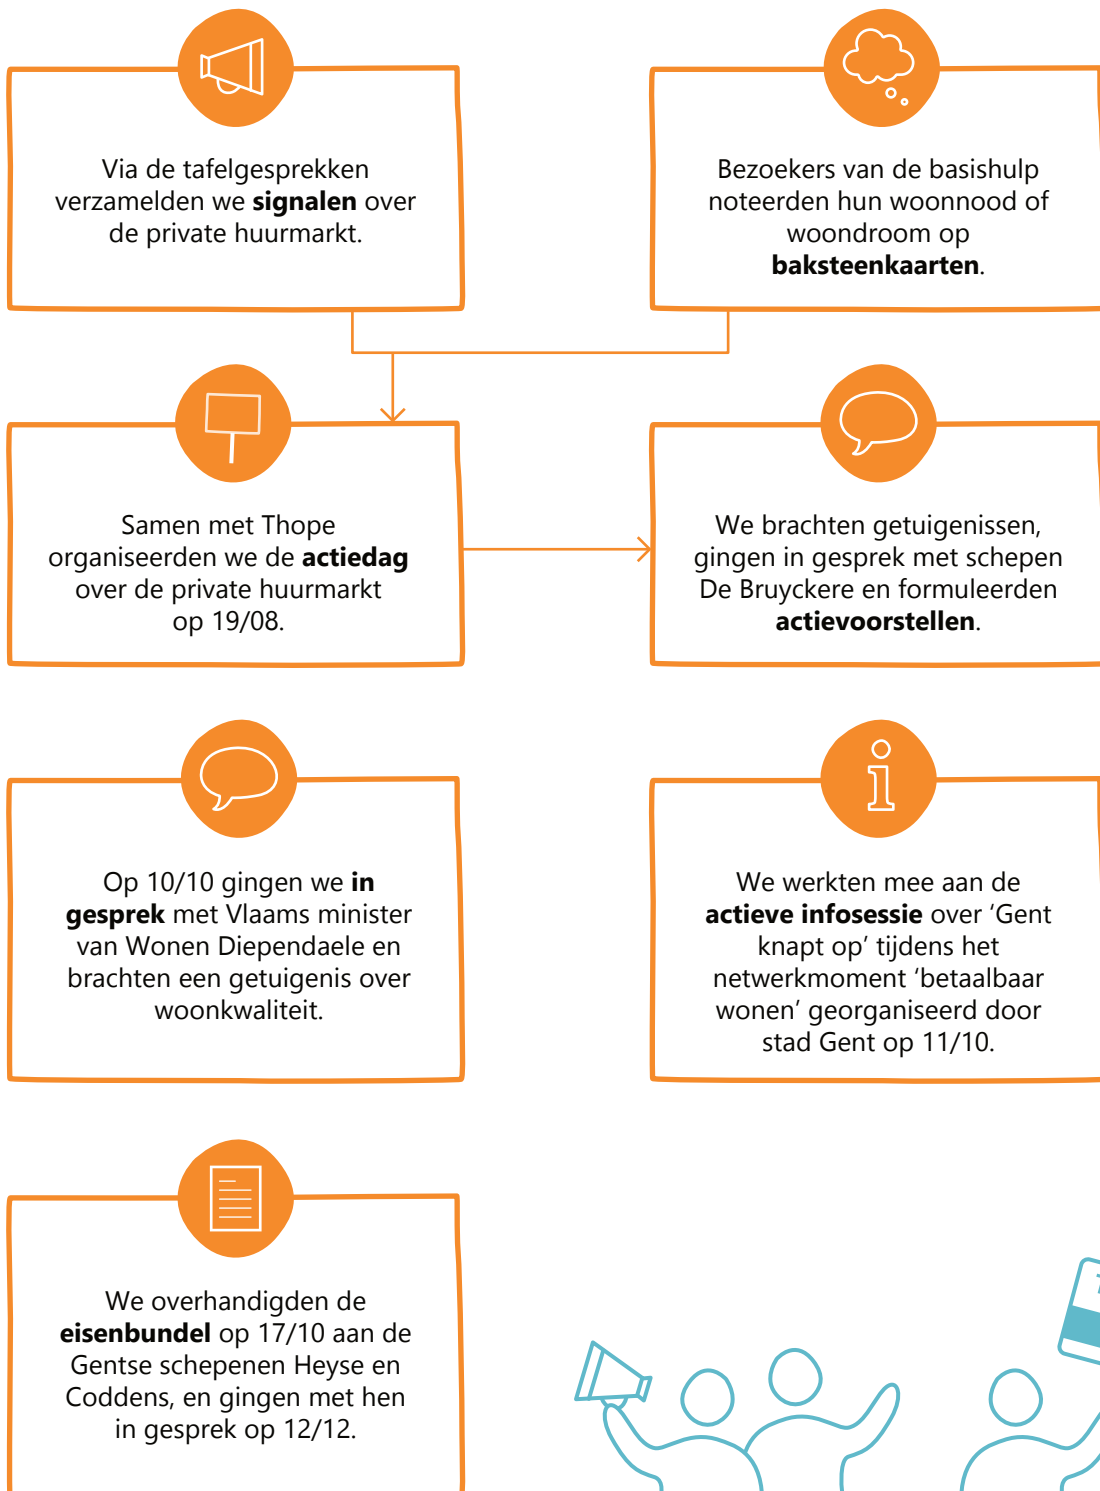 Via de tafelgesprekken
verzamelden we signalen over
de private huurmarkt.
Bezoekers van de basishulp
noteerden hun woonnood of
woondroom op
baksteenkaarten.
Samen met Thope
organiseerden we de actiedag
over de private huurmarkt
op 19/08.
We brachten getuigenissen,
gingen in gesprek met schepen
De Bruyckere en formuleerden
actievoorstellen.
Op 10/10 gingen we in
gesprek met Vlaams minister
van Wonen Diependaele en
brachten een getuigenis over
woonkwaliteit.
We werkten mee aan de
actieve infosessie over ‘Gent
knapt op’ tijdens het
netwerkmoment ‘betaalbaar
wonen’ georganiseerd door
stad Gent op 11/10.
We overhandigden de
eisenbundel op 17/10 aan de
Gentse schepenen Heyse en
Coddens, en gingen met hen
in gesprek op 12/12.